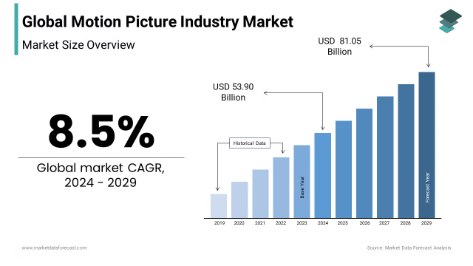 Global Motion Picture Industry Market
Market Size Overview
USD 81.05
Billion
USD 53.90
Billion
8.5%
Global market CAGR,
2024 - 2029
Historical Data
Base Year
Forecast Year
2019 2020 2021 2022 2023 2024 2025 2026 2027 2028 2029
www.marketdataforecast.com
Source: Market Data Forecast Analysis